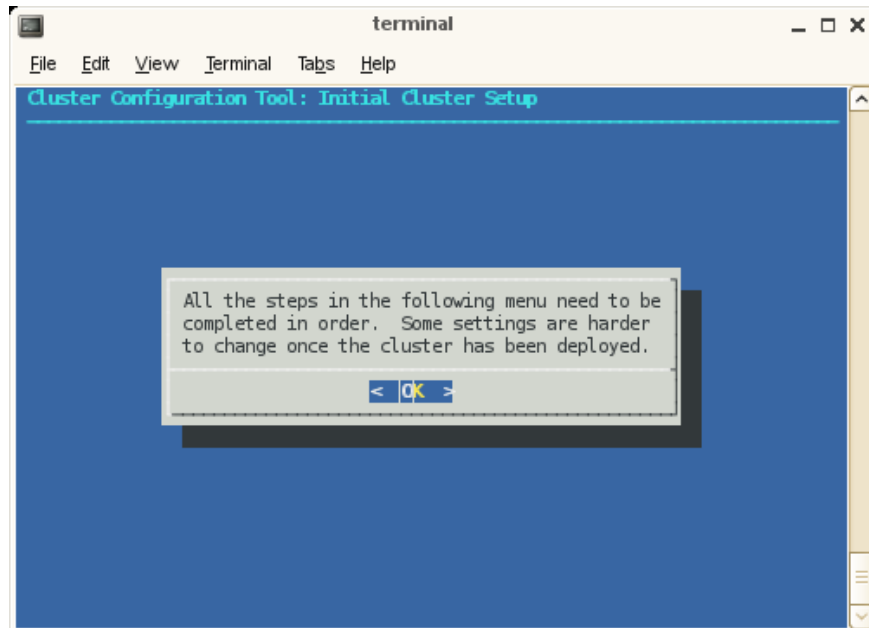 terminal
File Edit View Terminal Tabs Help
Cluster Configuration Tool: Initial Cluster Setup
All the steps in the following menu need to be
completed in order.  Some settings are harder
to change once the cluster has been deployed.
< OK >